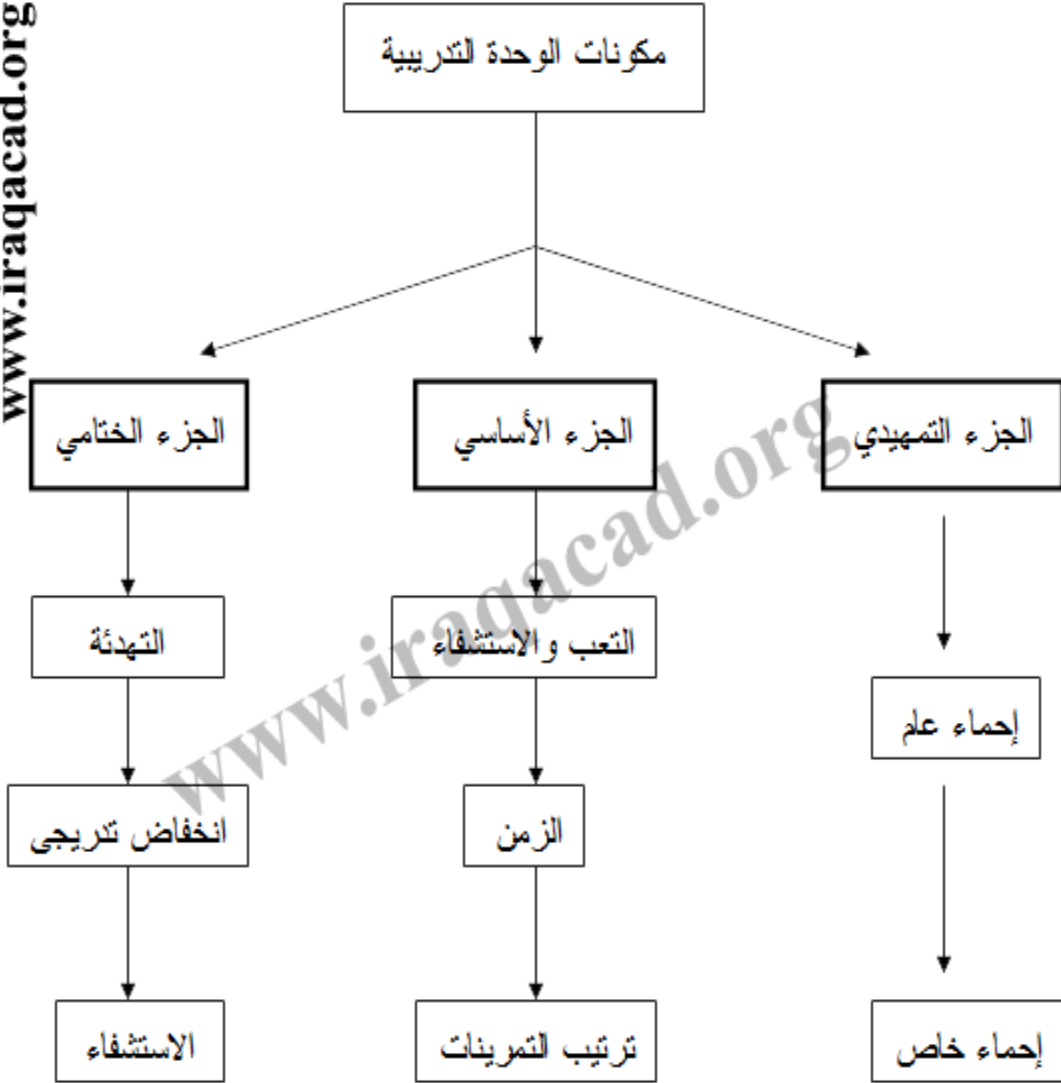 www.iraqacad.org
مكونات الوحدة التدريبية
الجزء التمهيدي
الجزء الأساسي
الجزء الختامي
إحماء عام
التعب والاستشفاء
التهدئة
الزمن
انخفاض تدريجى
إحماء خاص
ترتيب التمرينات
الاستشفاء
www.iraqacad.org